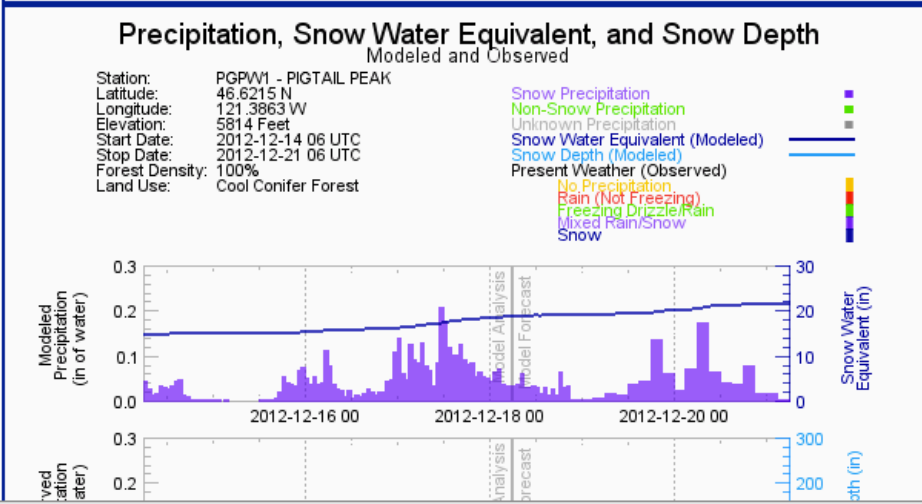 Precipitation, Snow Water Equivalent, and Snow Depth
Modeled and Observed
Station: PGPW1 - PIGTAIL PEAK
Latitude: 46.6215 N
Longitude: 121.3863 W
Elevation: 5814 Feet
Start Date: 2012-12-14 06 UTC
Stop Date: 2012-12-21 06 UTC
Forest Density: 100%
Land Use: Cool Conifer Forest
Snow Precipitation
Non-Snow Precipitation
Unknown Precipitation
Snow Water Equivalent (Modeled)
Snow Depth (Modeled)
Present Weather (Observed)
No Precipitation
Rain (Not Freezing)
Freezing Drizzle/Rain
Mixed Rain/Snow
Snow
Modeled
Precipitation
(in of water)
0.3
0.2
0.1
0.0
Model Analysis
Model Forecast
30
20
10
0
Snow Water
Equivalent (in)
2012-12-16 00
2012-12-18 00
2012-12-20 00
0.3
0.2
ved
tation
ater)
Analysis
orecast
300
200
pth (in)